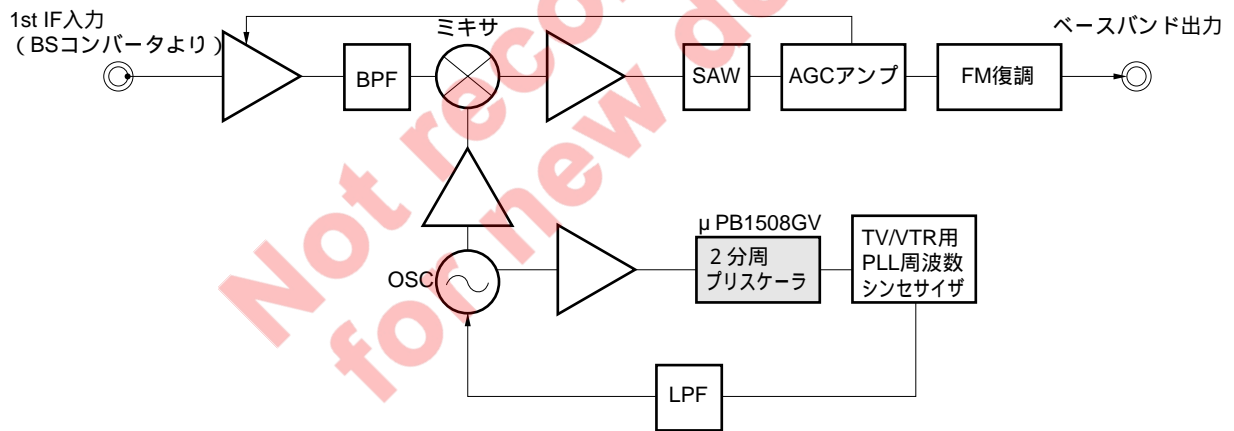 1st IF入力
（BSコンバータより）
ミキサ
ベースバンド出力
BPF
SAW
AGCアンプ
FM復調
μPB1508GV
OSC
2分周
プリスケーラ
TV/VTR用
PLL周波数
シンセサイザ
LPF
Not reco
for new d